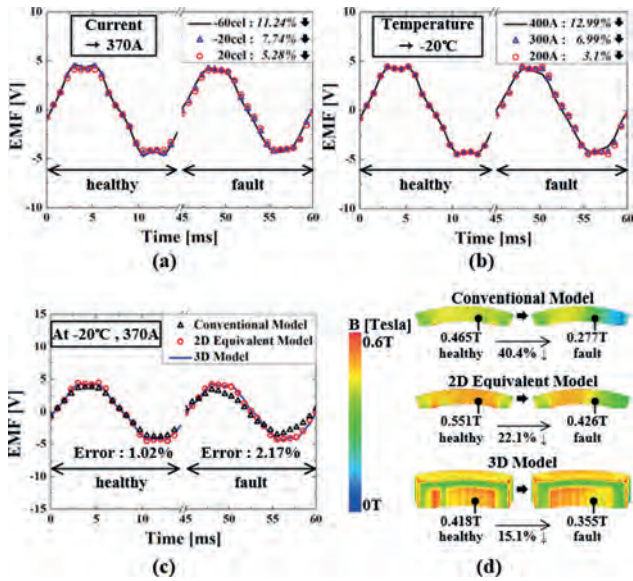 Current
→ 370A
-60cel : 11.24% 🡇
-20cel : 7.74% 🡇
20cel : 5.28% 🡇
EMF [V]
10
5
0
-5
-10
healthy
fault
0
5
10
45
50
55
60
Time [ms]
(a)
Temperature
→ -20℃
400A : 12.99% 🡇
300A : 6.99% 🡇
200A : 3.1% 🡇
EMF [V]
10
5
0
-5
-10
healthy
fault
0
5
10
45
50
55
60
Time [ms]
(b)
At -20℃ , 370A
Conventional Model
2D Equivalent Model
3D Model
EMF [V]
15
10
5
0
-5
-10
-15
Error : 1.02%
Error : 2.17%
healthy
fault
0
5
10
45
50
55
60
Time [ms]
(c)
B [Tesla]
0.6T
0T
Conventional Model
0.465T
0.277T
healthy
40.4% ↓
fault
2D Equivalent Model
0.551T
0.426T
healthy
22.1% ↓
fault
3D Model
0.418T
0.355T
healthy
15.1% ↓
fault
(d)